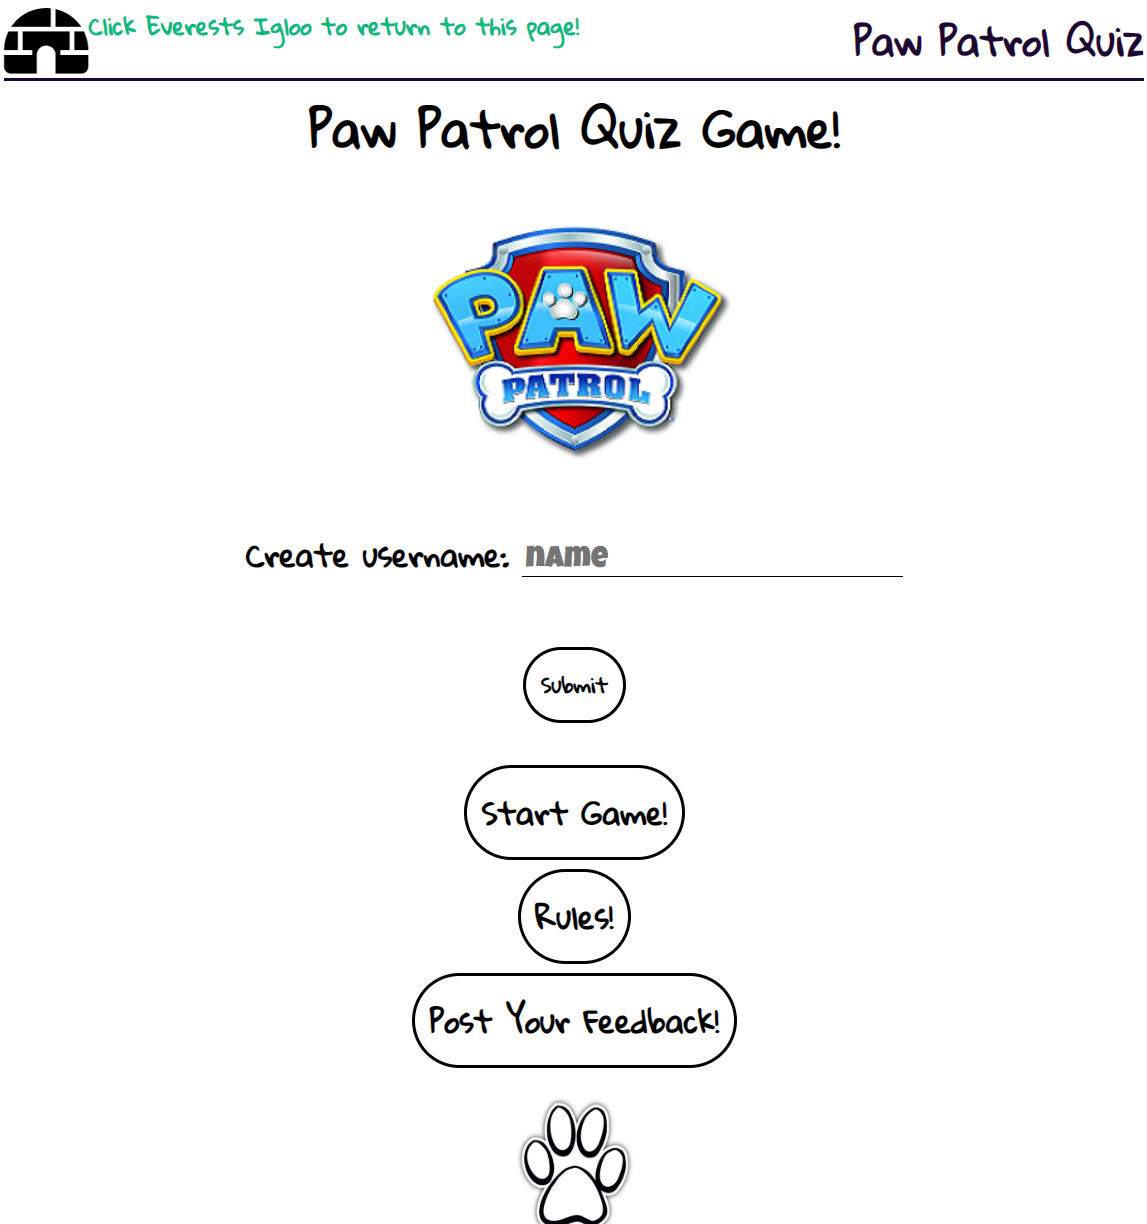 Click Everests Igloo to return to this page!
Paw Patrol Quiz
Paw Patrol Quiz Game!
PAW
PATROL
Create username: name
Submit
Start Game!
Rules!
Post Your Feedback!